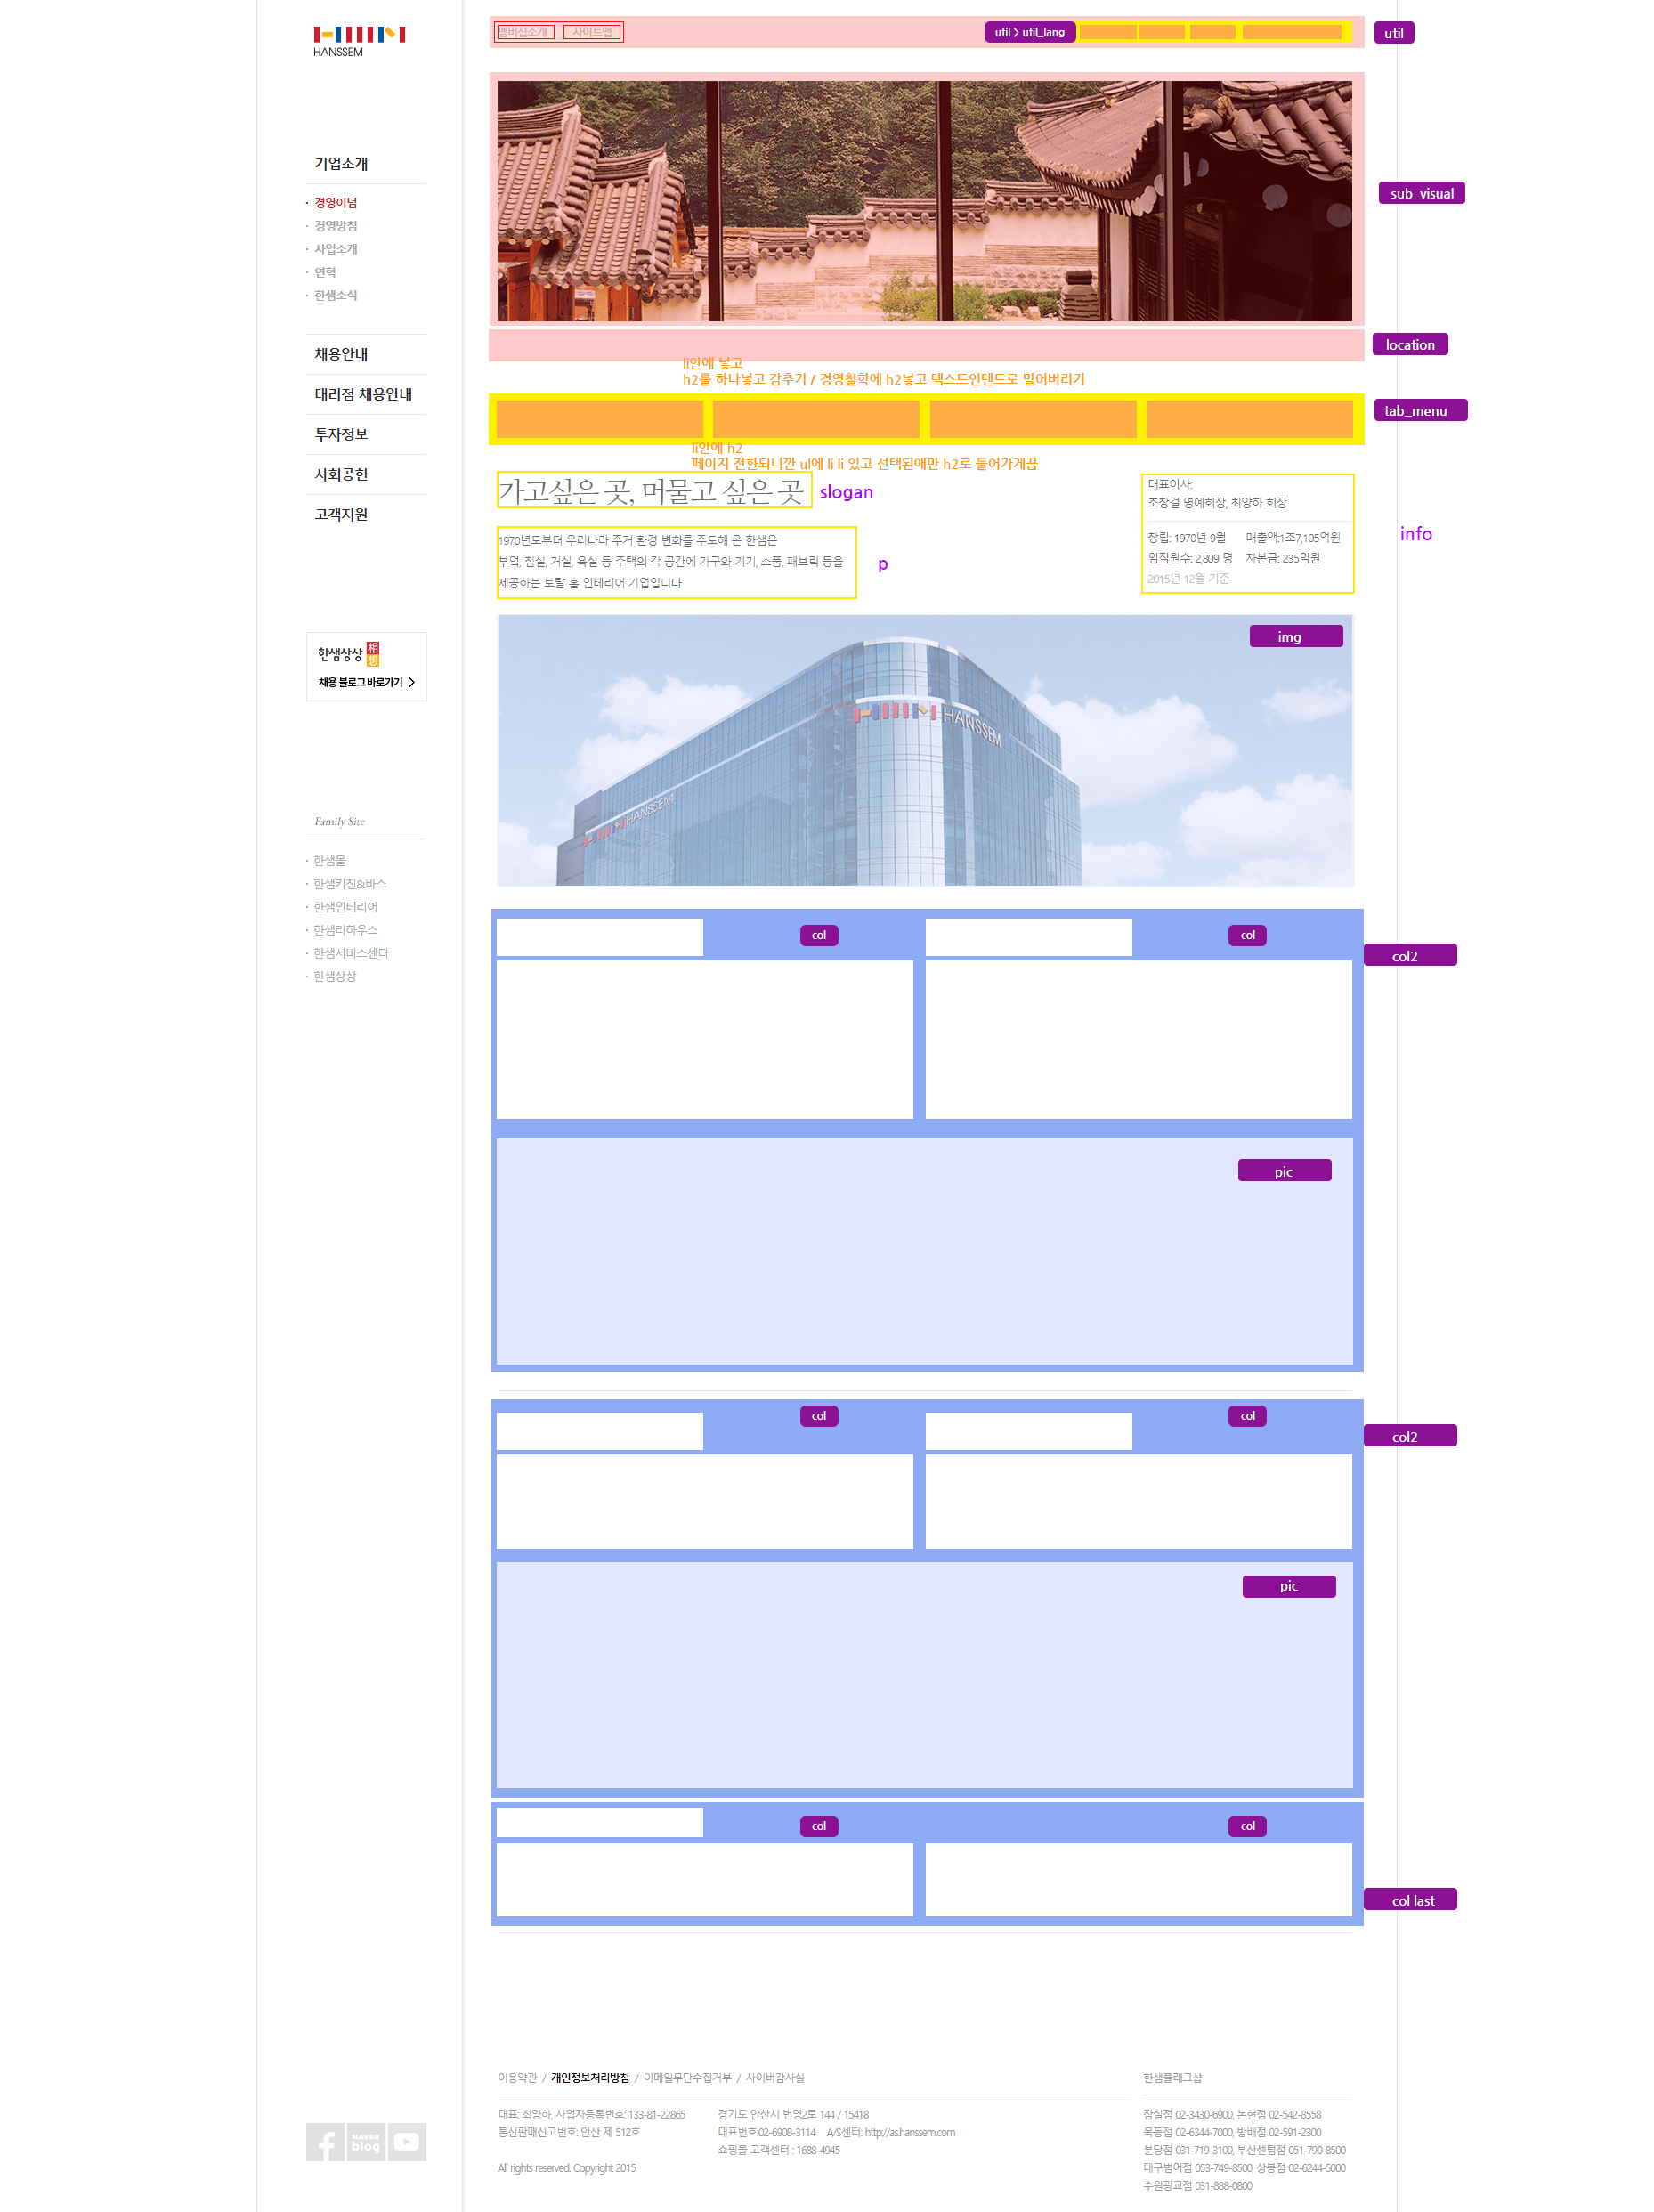 HANSSEM
기업소개
경영이념
경영방침
사업소개
연혁
한샘소식
채용안내
대리점 채용안내
투자정보
사회공헌
고객지원
한샘상상 相想
채용 블로그 바로가기 >
Family Site
한샘몰
한샘키친&바스
한샘인테리어
한샘리하우스
한샘서비스센터
한샘상상
NAVER
blog
멤버십소개 사이트맵
util > util_lang
util
sub_visual
location
li안에 넣고
h2를 하나넣고 감추기 / 경영철학에 h2넣고 텍스트인텐트로 밀어버리기
tab_menu
li안에 h2
페이지 전환되니깐 ul에 li li 있고 선택된애만 h2로 들어가게끔
가고싶은 곳, 머물고 싶은 곳
slogan
1970년도부터 우리나라 주거 환경 변화를 주도해 온 한샘은
부엌, 침실, 거실, 욕실 등 주택의 각 공간에 가구와 기기, 소품, 패브릭 등을
제공하는 토탈 홈 인테리어 기업입니다
p
대표이사:
조창걸 명예회장, 최양하 회장
창립: 1970년 9월 매출액:1조7,105억원
임직원수: 2,809 명 자본금: 235억원
2015년 12월 기준
info
img
HANSSEM
HANSSEM
col
col
col2
pic
col
col
col2
pic
col
col
col last
이용약관 / 개인정보처리방침 / 이메일무단수집거부 / 사이버감사실
대표: 최양하, 사업자등록번호: 133-81-22865
통신판매신고번호: 안산 제 512호
All rights reserved. Copyright 2015
경기도 안산시 번영2로 144 / 15418
대표번호:02-6908-3114 A/S센터: http://as.hanssem.com
쇼핑몰 고객센터 : 1688-4945
한샘플래그샵
잠실점 02-3430-6900, 논현점 02-542-8558
목동점 02-6344-7000, 방배점 02-591-2300
분당점 031-719-3100, 부산센텀점 051-790-8500
대구범어점 053-749-8500, 상봉점 02-6244-5000
수원광교점 031-888-0800